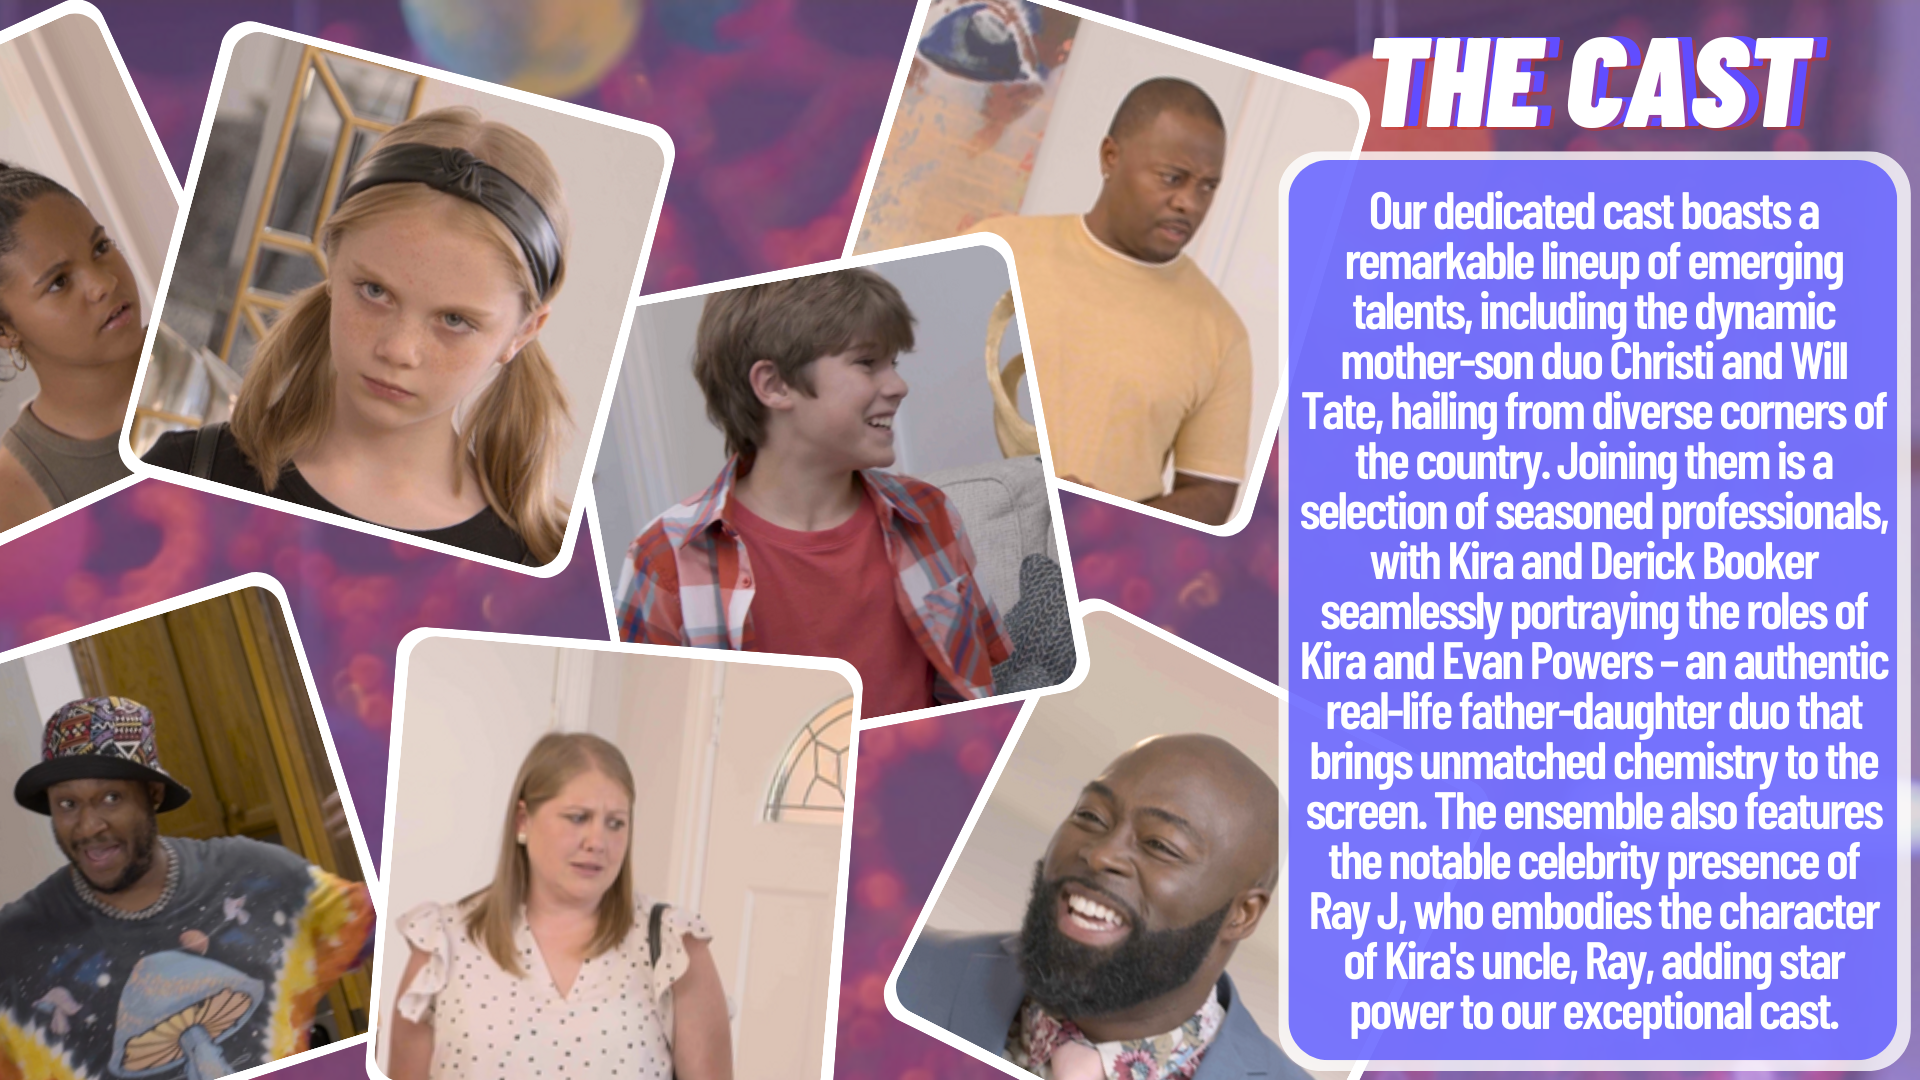 THE CAST
Our dedicated cast boasts a
remarkable lineup of emerging
talents, including the dynamic
mother-son duo Christi and Will
Tate, hailing from diverse corners of
the country. Joining them is a
selection of seasoned professionals,
with Kira and Derick Booker
seamlessly portraying the roles of
Kira and Evan Powers – an authentic
real-life father-daughter duo that
brings unmatched chemistry to the
screen. The ensemble also features
the notable celebrity presence of
Ray J, who embodies the character
of Kira's uncle, Ray, adding star
power to our exceptional cast.